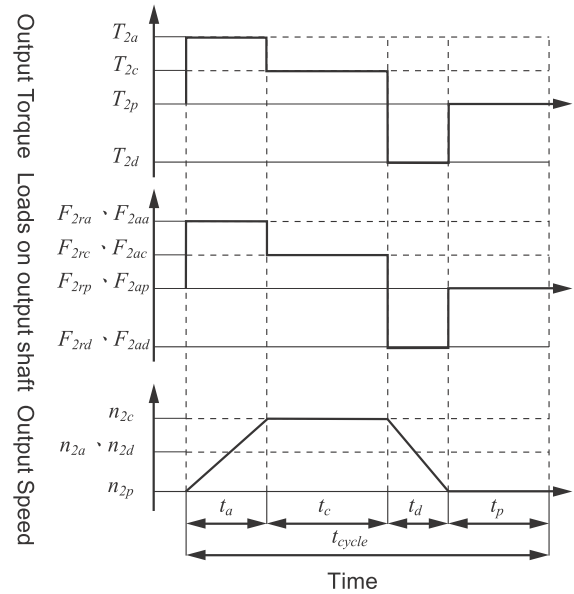 Output Torque
T2a
T2c
T2p
T2d
Loads on output shaft
F2ra、F2aa
F2rc、F2ac
F2rp、F2ap
F2rd、F2ad
Output Speed
n2c
n2a、n2d
n2p
ta
tc
td
tp
tcycle
Time